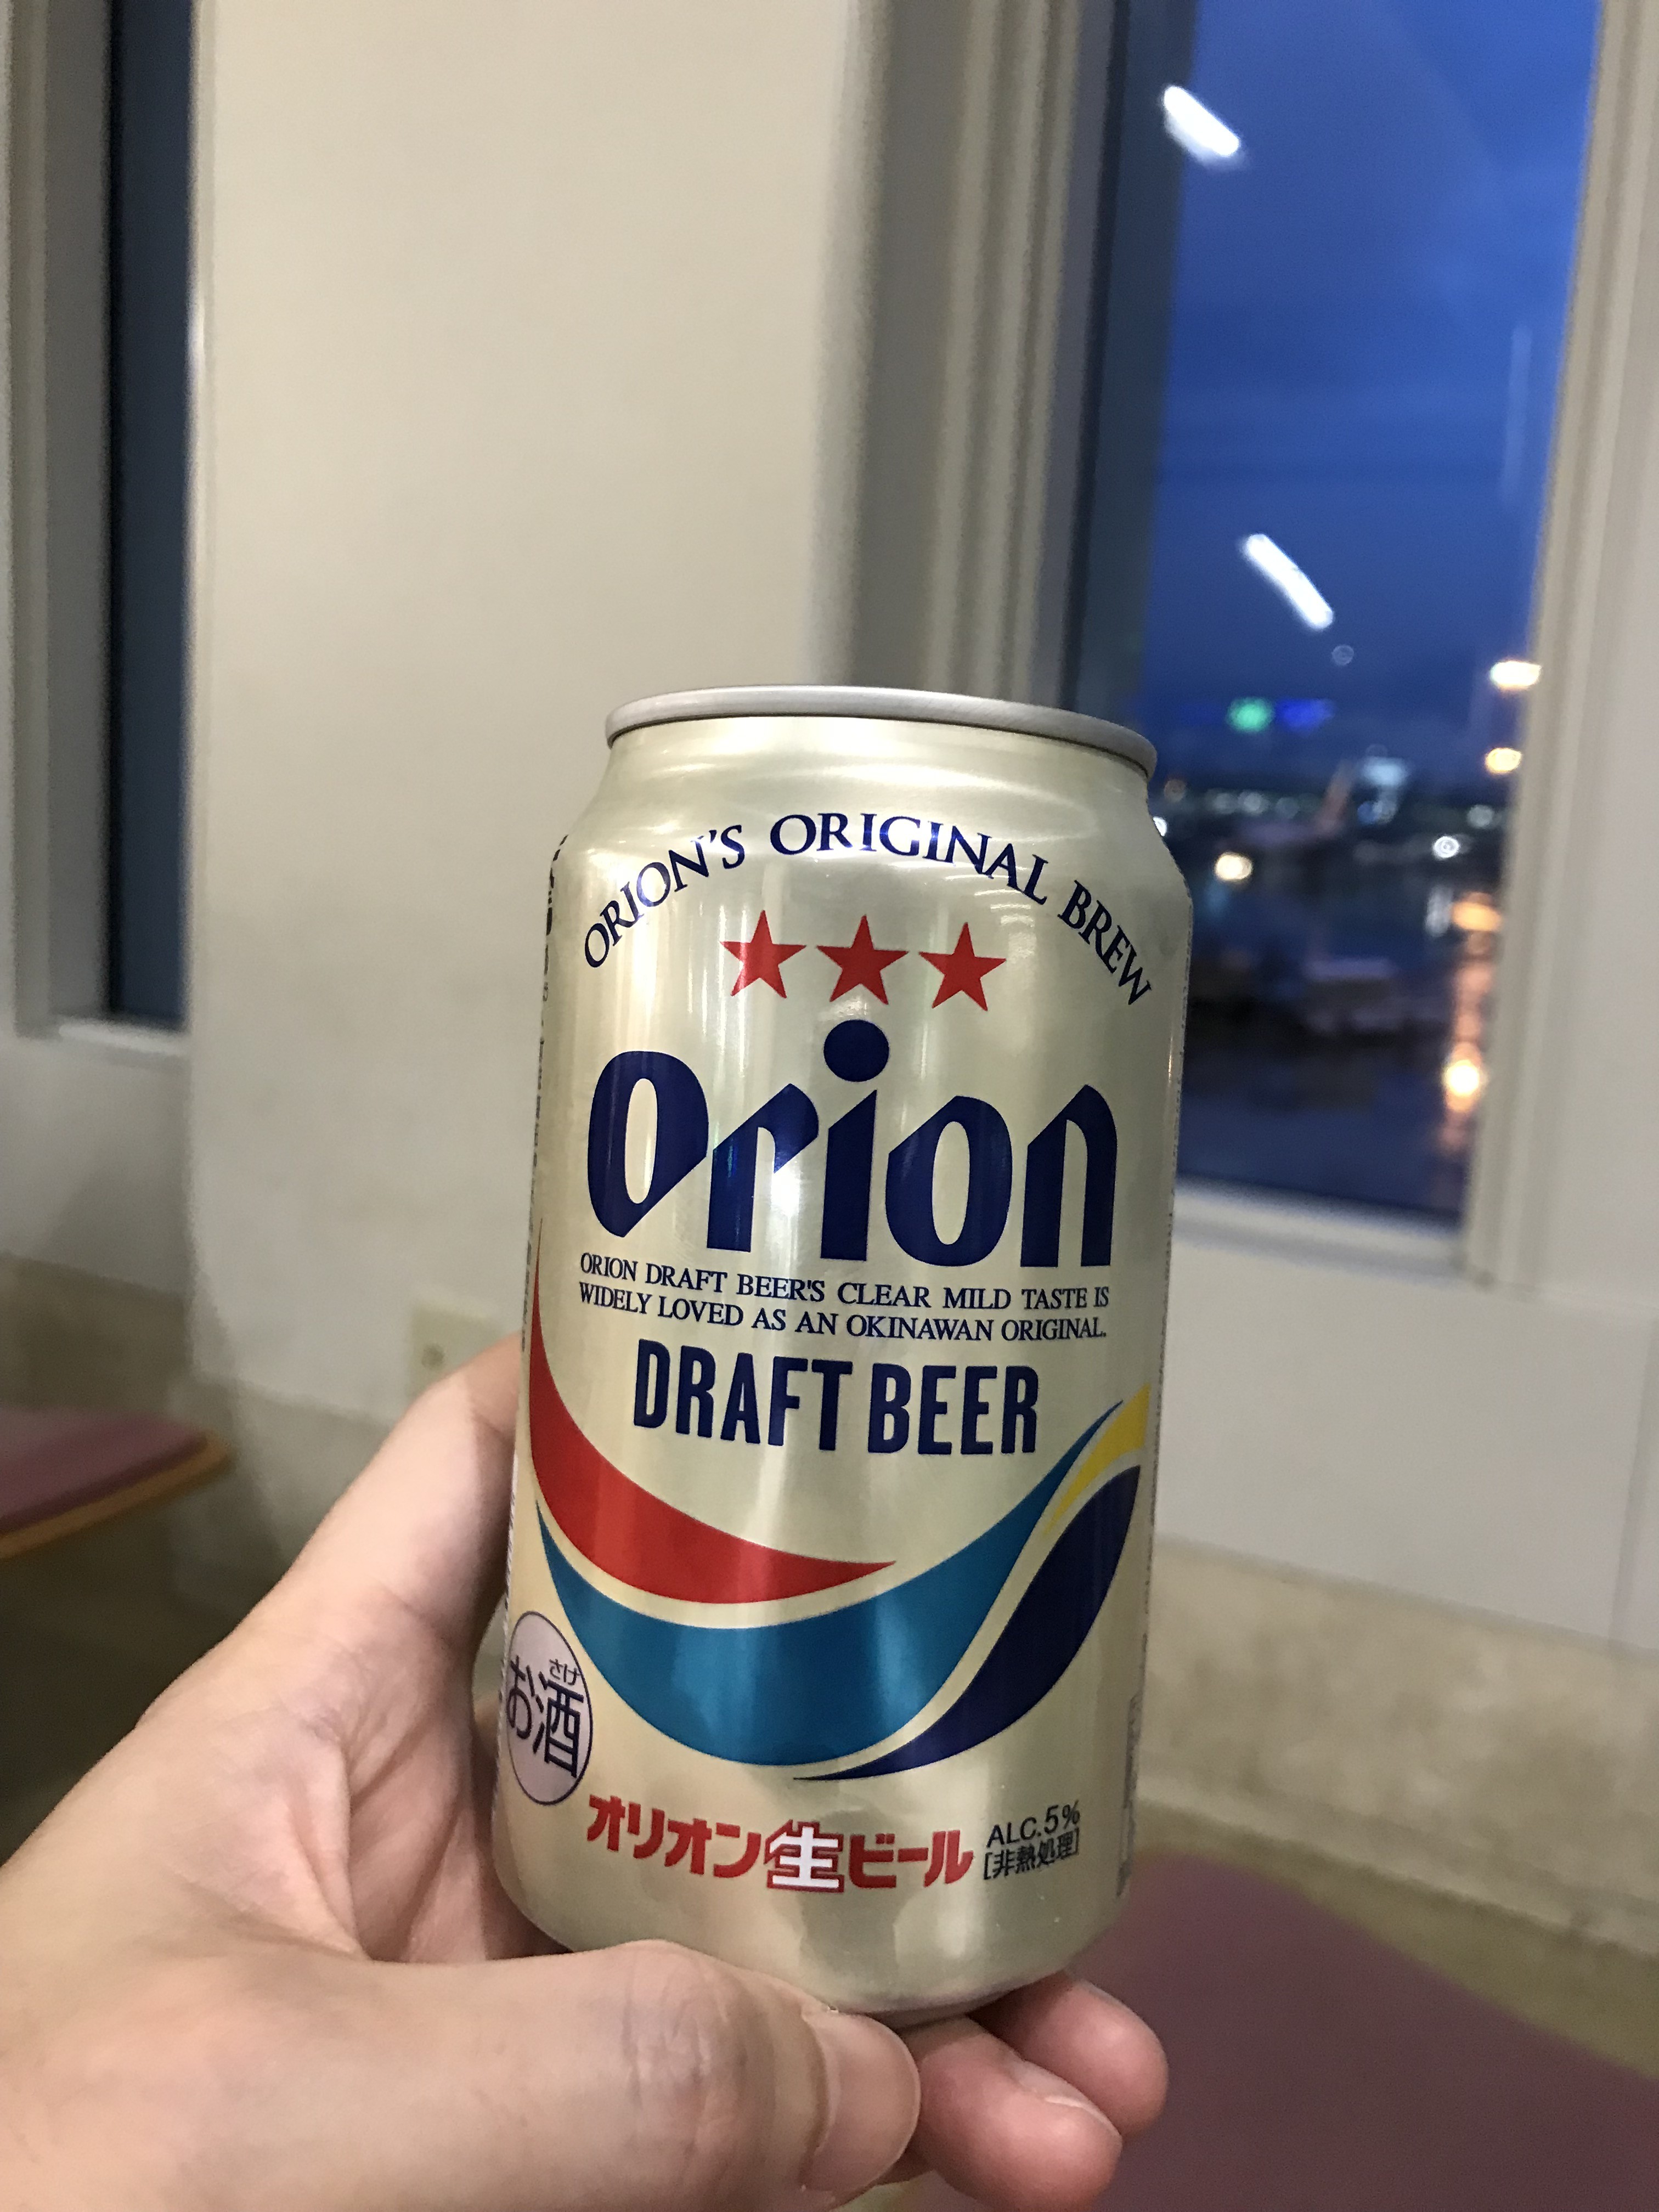 ORION'S ORIGINAL BREW
Orion
ORION DRAFT BEER'S CLEAR MILD TASTE IS
WIDELY LOVED AS AN OKINAWAN ORIGINAL.
DRAFT BEER
さけ
お酒
オリオン生ビール
ALC.5%
[非熱処理]